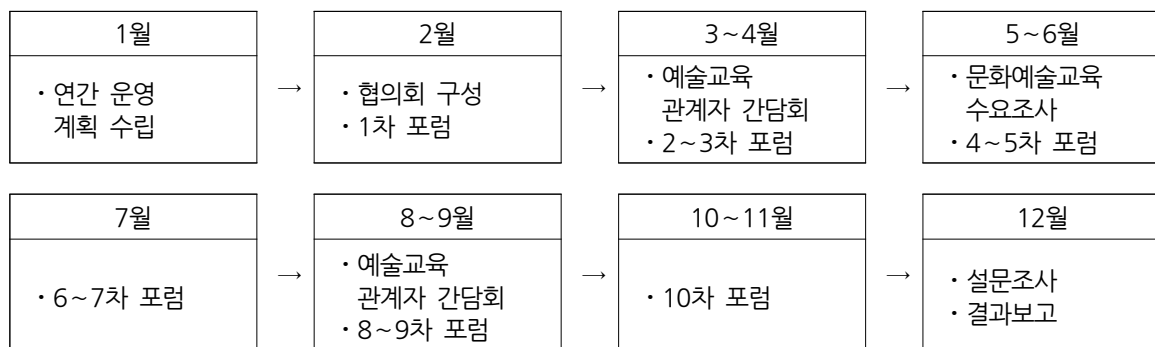 1월
・연간 운영
계획 수립
→
2월
・협의회 구성
・1차 포럼
→
3~4월
・예술교육
관계자 간담회
・2~3차 포럼
→
5~6월
・문화예술교육
수요조사
・4~5차 포럼
7월
・6~7차 포럼
→
8~9월
・예술교육
관계자 간담회
・8~9차 포럼
→
10~11월
・10차 포럼
→
12월
・설문조사
・결과보고